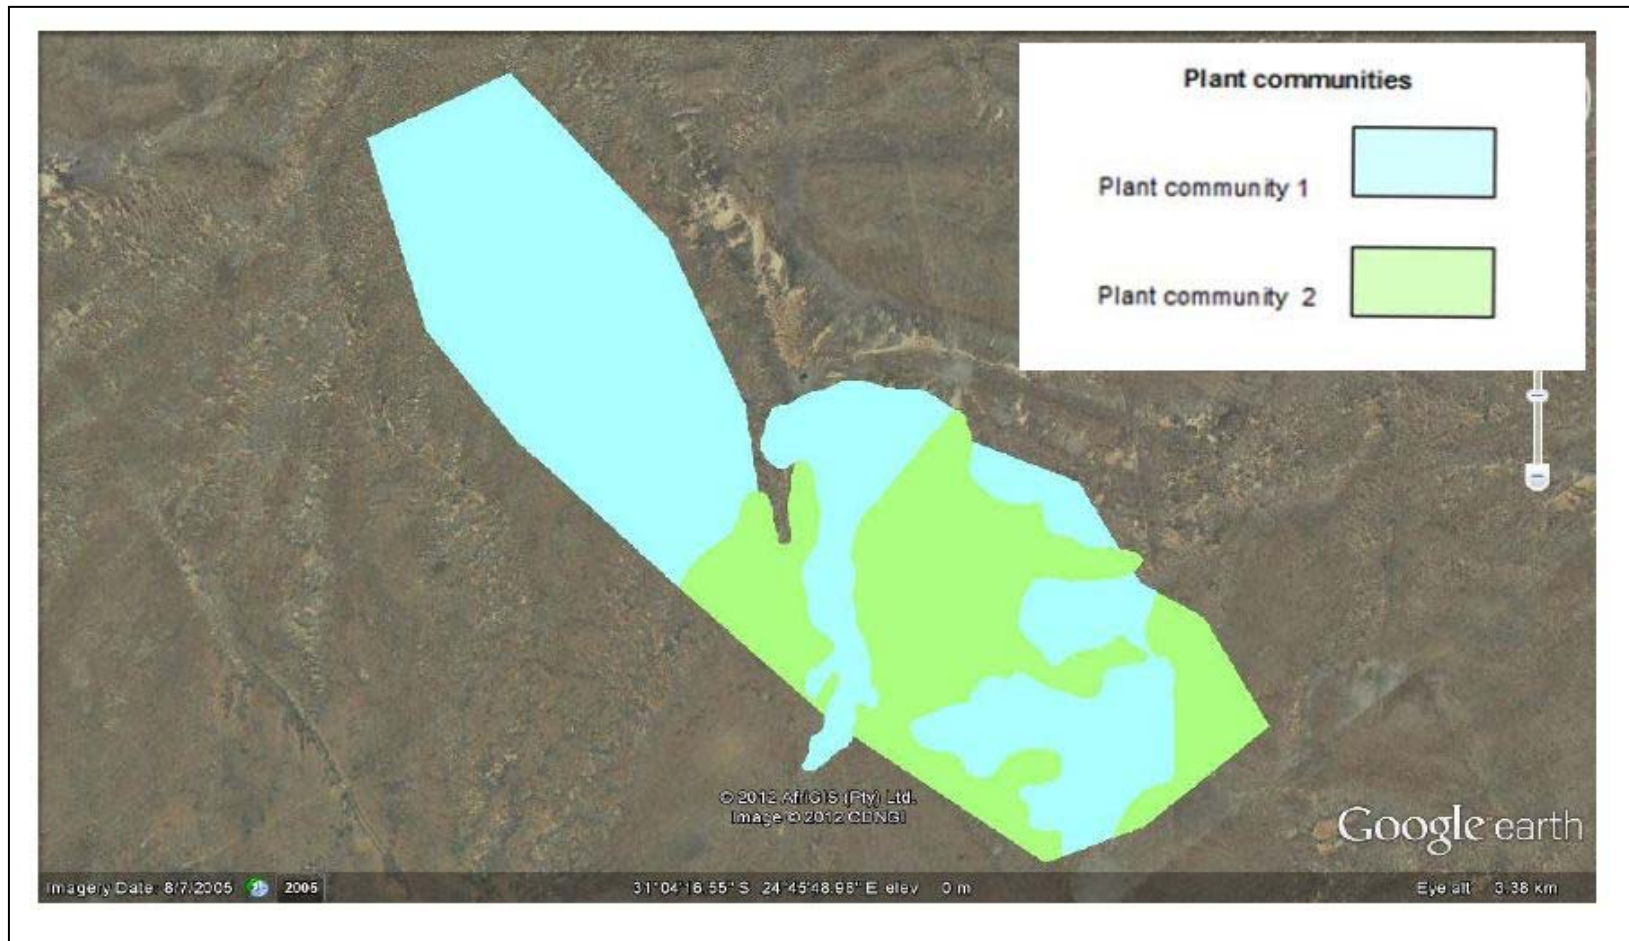 Plant communities
Plant community 1
Plant community 2
© 2012 AfriGIS (Pty) Ltd.
Image © 2012 CDNGI
Google earth
Imagery Date: 8/7/2005 2005 31°04'16.55" S 24°45'48.96" E elev 0 m Eye alt 3.38 km